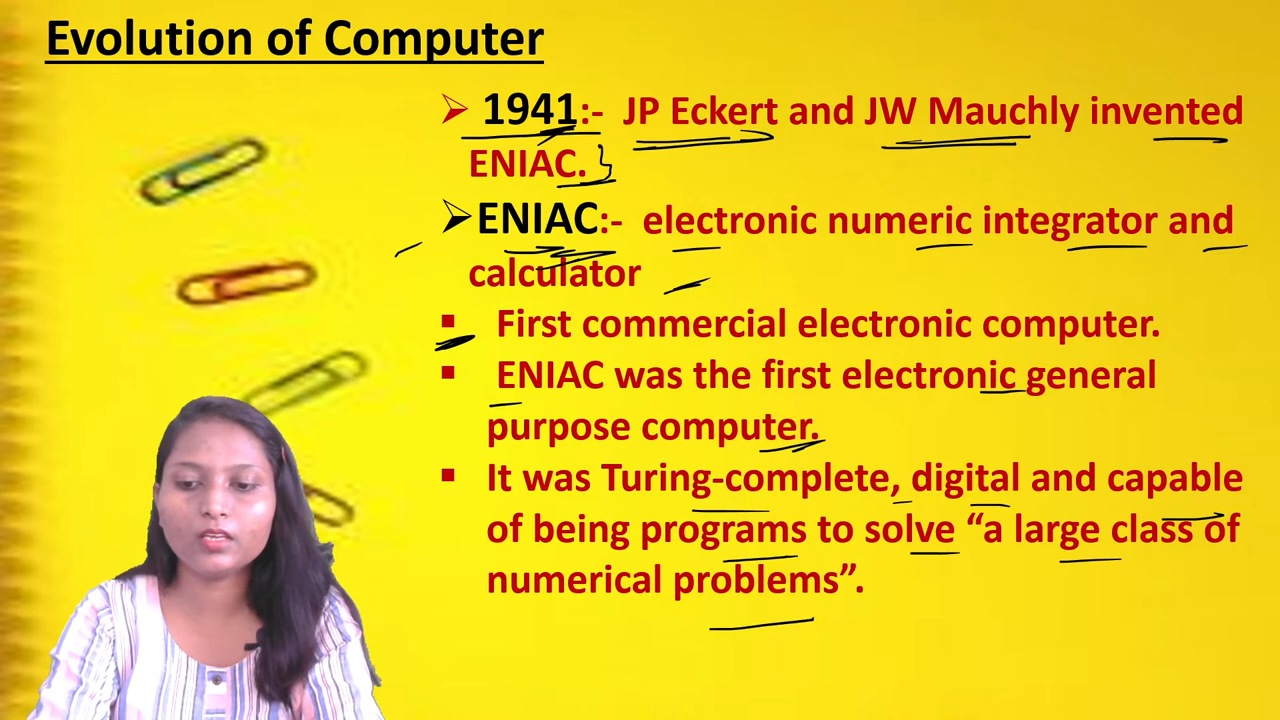 Evolution of Computer
➢ 1941:- JP Eckert and JW Mauchly invented
ENIAC.
➢ENIAC:- electronic numeric integrator and
calculator
▪ First commercial electronic computer.
▪ ENIAC was the first electronic general
purpose computer.
▪ It was Turing-complete, digital and capable
of being programs to solve “a large class of
numerical problems”.